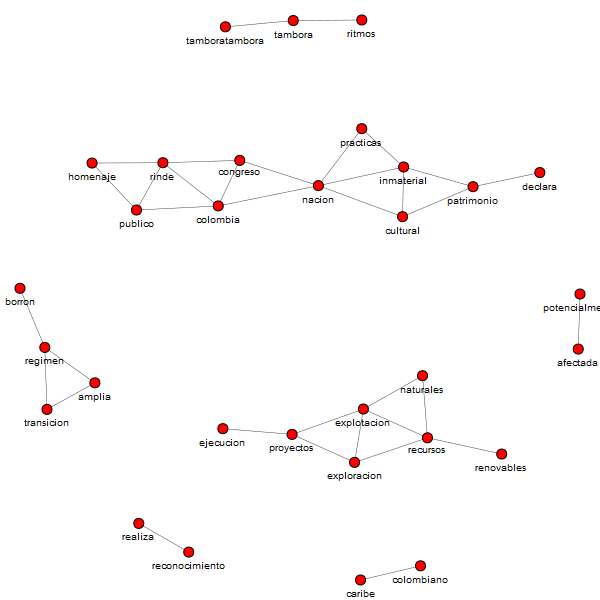 tamboratambora
tambora
ritmos
practicas
homenaje
rinde
congreso
inmaterial
declara
nacion
patrimonio
publico
colombia
cultural
borron
potencialme
regimen
afectada
amplia
naturales
transicion
explotacion
ejecucion
proyectos
recursos
exploracion
renovables
realiza
reconocimiento
colombiano
caribe